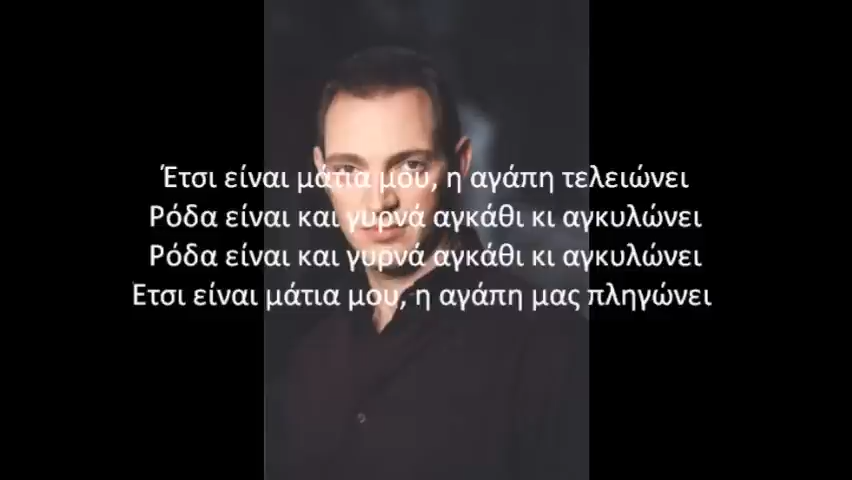 Έτσι είναι μάτια μου, η αγάπη τελειώνει
Ρόδα είναι και γυρνά αγκάθι κι αγκυλώνει
Ρόδα είναι και γυρνά αγκάθι κι αγκυλώνει
Έτσι είναι μάτια μου, η αγάπη μας πληγώνει